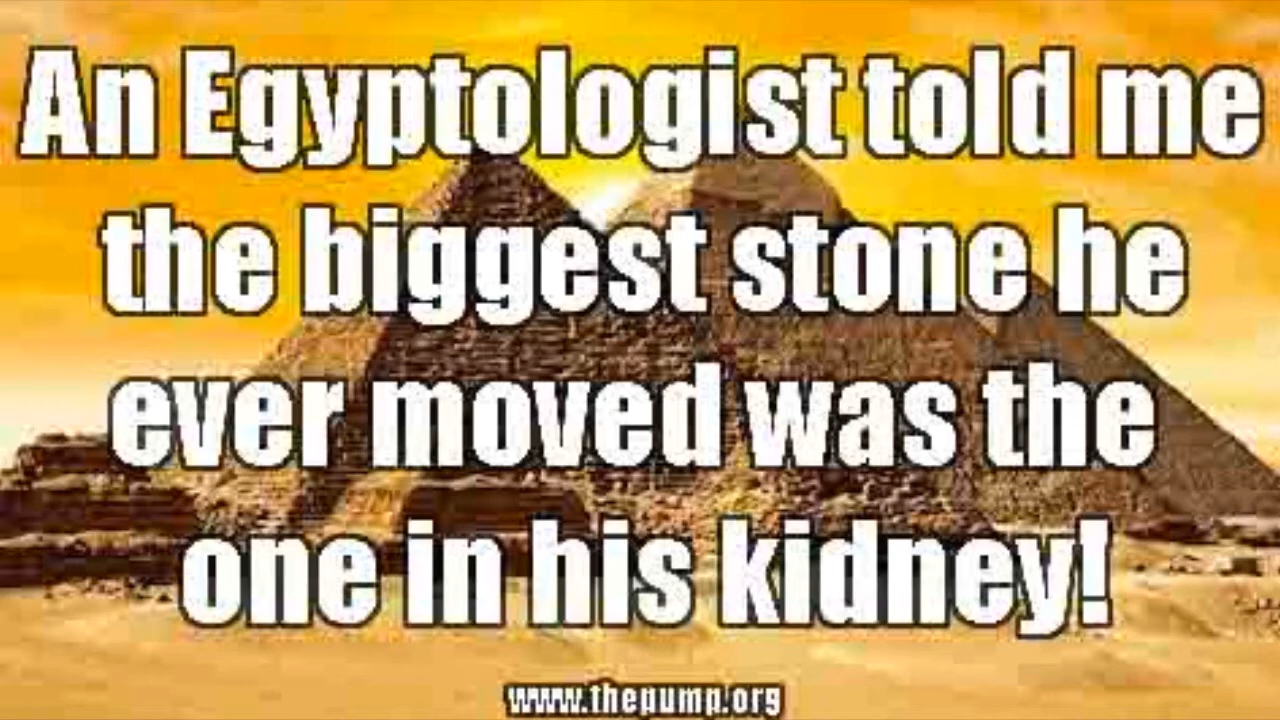 An Egyptologist told me
the biggest stone he
ever moved was the
one in his kidney!
www.thepump.org